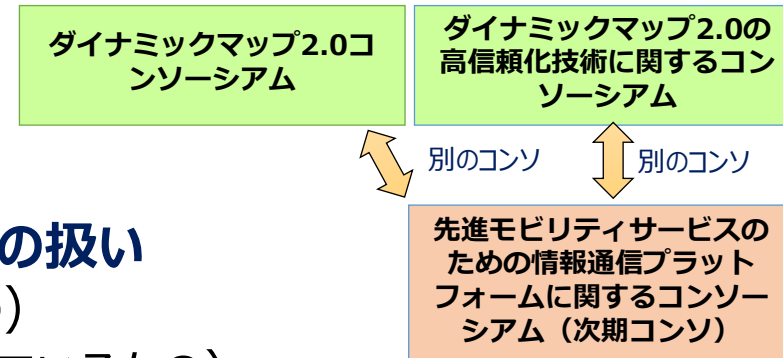 ダイナミックマップ2.0コ
ンソーシアム
ダイナミックマップ2.0の
高信頼化技術に関するコン
ソーシアム
別のコンソ
別のコンソ
先進モビリティサービスの
ための情報通信プラット
フォームに関するコンソー
シアム（次期コンソ）
の扱い
）
ているもの）